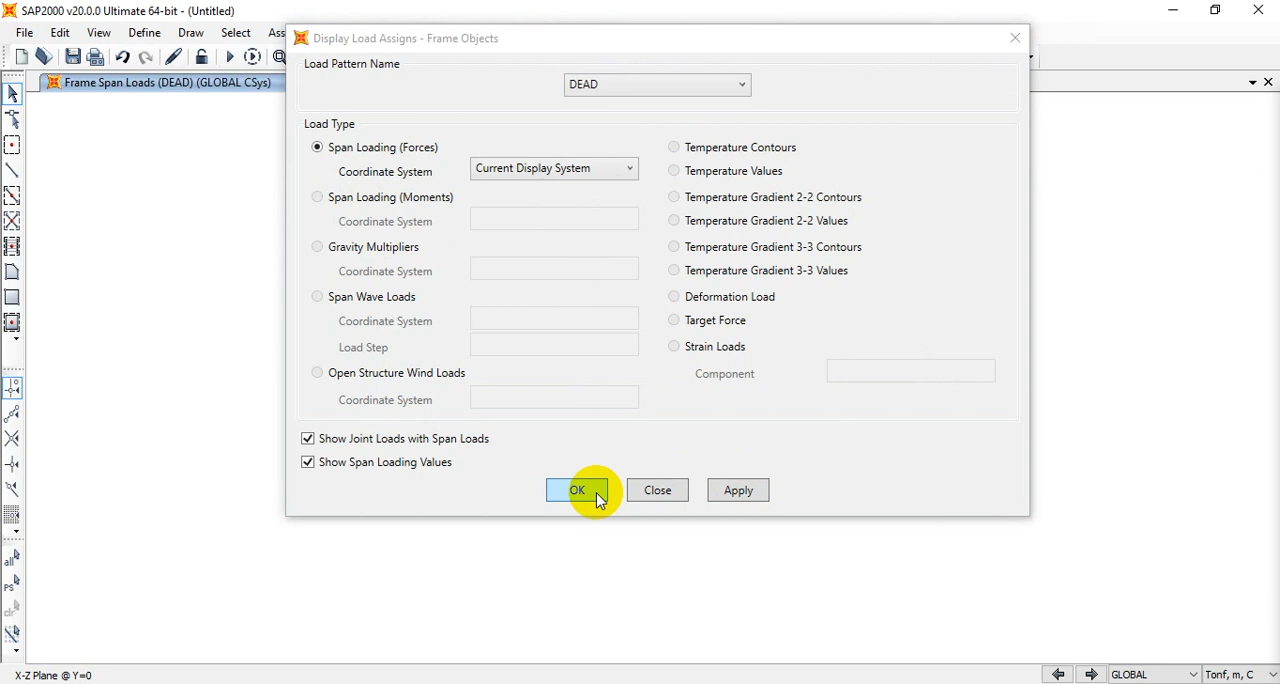 SAP2000 v20.0.0 Ultimate 64-bit - (Untitled)
File Edit View Define Draw Select Ass
Frame Span Loads (DEAD) (GLOBAL CSys)
Display Load Assigns - Frame Objects
Load Pattern Name
DEAD
Load Type
Span Loading (Forces)
Coordinate System Current Display System
Span Loading (Moments)
Coordinate System
Gravity Multipliers
Coordinate System
Span Wave Loads
Coordinate System
Load Step
Open Structure Wind Loads
Coordinate System
Temperature Contours
Temperature Values
Temperature Gradient 2-2 Contours
Temperature Gradient 2-2 Values
Temperature Gradient 3-3 Contours
Temperature Gradient 3-3 Values
Deformation Load
Target Force
Strain Loads
Component
Show Joint Loads with Span Loads
Show Span Loading Values
OK Close Apply
all
PS
clr
X-Z Plane @ Y=0
GLOBAL Tonf, m, C